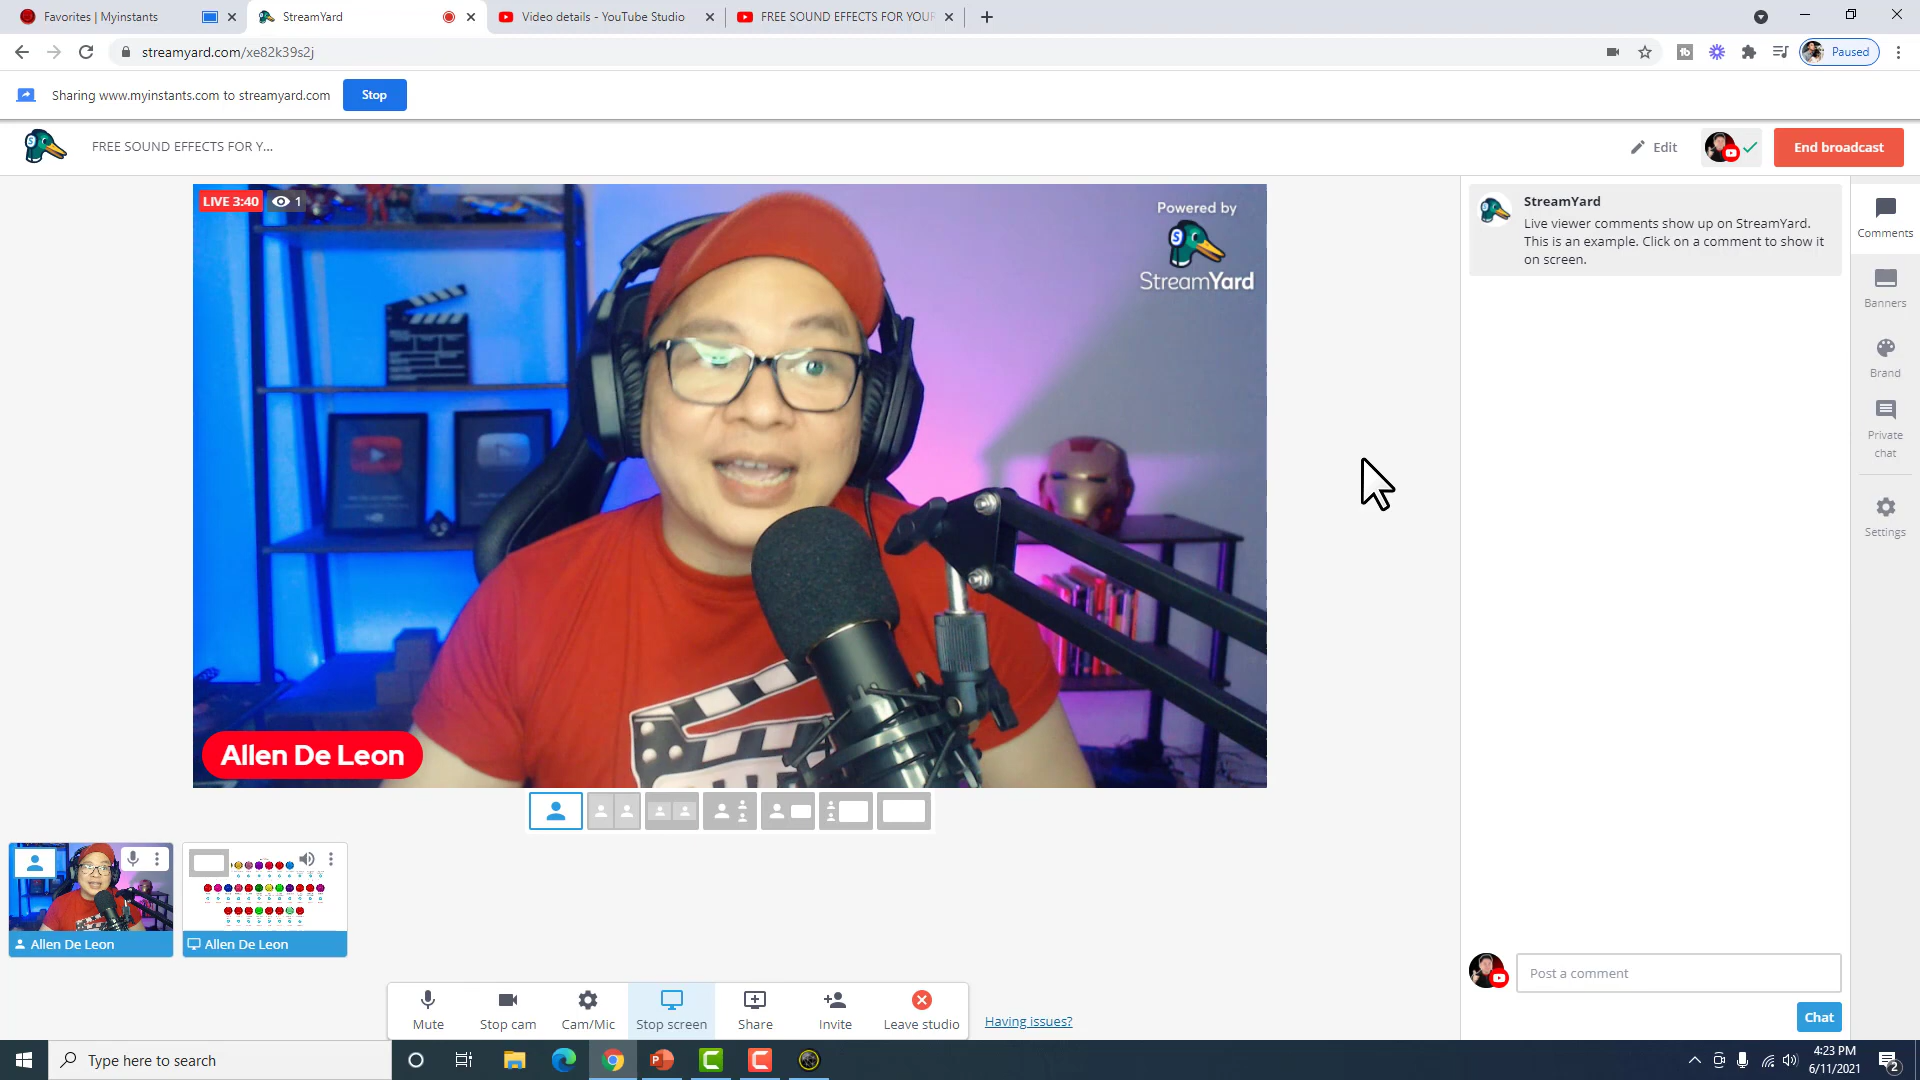 Favorites | Myinstants
StreamYard
Video details - YouTube Studio
FREE SOUND EFFECTS FOR YOUR
streamyard.com/xe82k39s2j
Paused
Sharing www.myinstants.com to streamyard.com
Stop
FREE SOUND EFFECTS FOR Y...
Edit
End broadcast
LIVE 3:40
1
Powered by
StreamYard
Allen De Leon
StreamYard
Live viewer comments show up on StreamYard.
This is an example. Click on a comment to show it
on screen.
Comments
Banners
Brand
Private
chat
Settings
Allen De Leon
Allen De Leon
Post a comment
Chat
Mute
Stop cam
Cam/Mic
Stop screen
Share
Invite
Leave studio
Having issues?
Type here to search
4:23 PM
6/11/2021
2